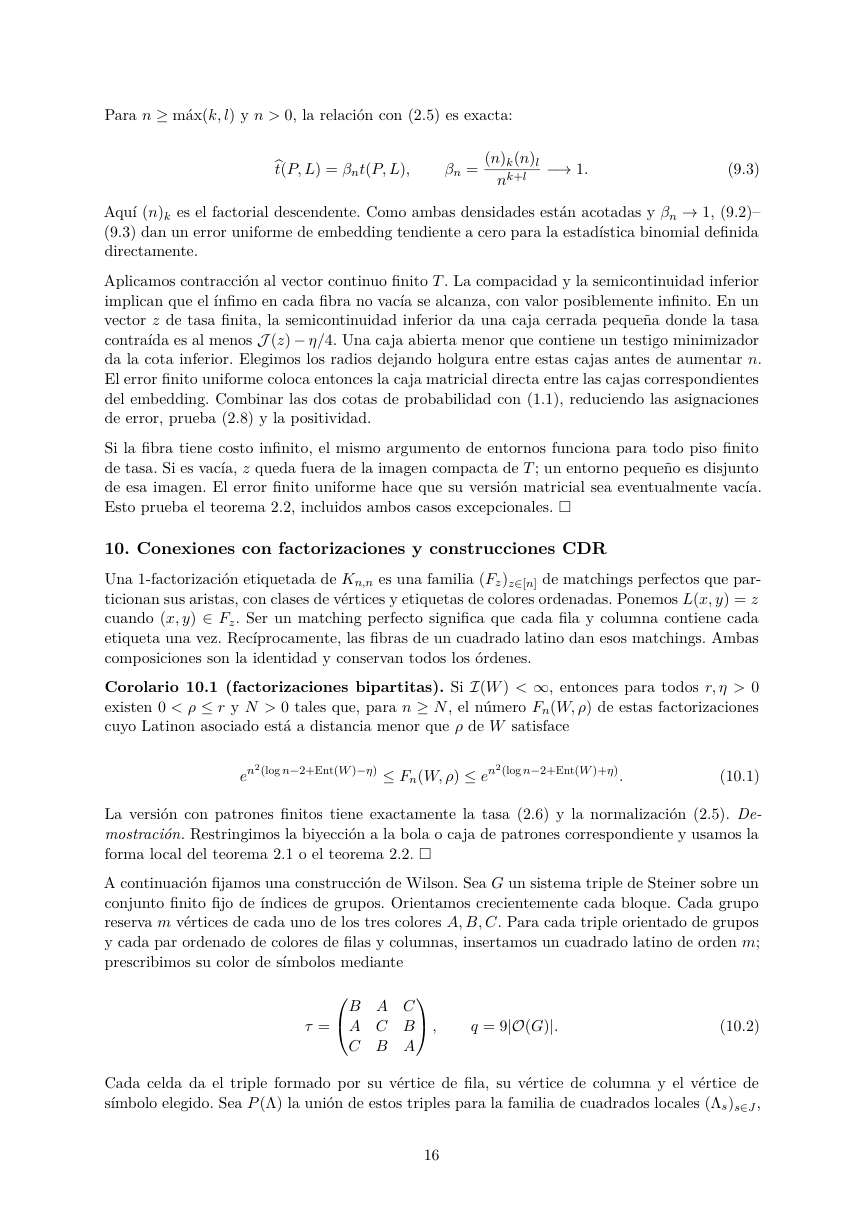 Para n ≥ máx(k, l) y n > 0, la relación con (2.5) es exacta:
t̂(P, L) = βₙt(P, L),   βₙ = (n)ₖ(n)ₗ / nᵏ⁺ˡ ⟶ 1.   (9.3)
Aquí (n)ₖ es el factorial descendente. Como ambas densidades están acotadas y βₙ → 1, (9.2)–
(9.3) dan un error uniforme de embedding tendiente a cero para la estadística binomial definida
directamente.
Aplicamos contracción al vector continuo finito T. La compacidad y la semicontinuidad inferior
implican que el ínfimo en cada fibra no vacía se alcanza, con valor posiblemente infinito. En un
vector z de tasa finita, la semicontinuidad inferior da una caja cerrada pequeña donde la tasa
contraída es al menos 𝒥(z) − η/4. Una caja abierta menor que contiene un testigo minimizador
da la cota inferior. Elegimos los radios dejando holgura entre estas cajas antes de aumentar n.
El error finito uniforme coloca entonces la caja matricial directa entre las cajas correspondientes
del embedding. Combinar las dos cotas de probabilidad con (1.1), reduciendo las asignaciones
de error, prueba (2.8) y la positividad.
Si la fibra tiene costo infinito, el mismo argumento de entornos funciona para todo piso finito
de tasa. Si es vacía, z queda fuera de la imagen compacta de T; un entorno pequeño es disjunto
de esa imagen. El error finito uniforme hace que su versión matricial sea eventualmente vacía.
Esto prueba el teorema 2.2, incluidos ambos casos excepcionales. □
10. Conexiones con factorizaciones y construcciones CDR
Una 1-factorización etiquetada de Kₙ,ₙ es una familia (F_z)_{z∈[n]} de matchings perfectos que par-
ticionan sus aristas, con clases de vértices y etiquetas de colores ordenadas. Ponemos L(x, y) = z
cuando (x, y) ∈ F_z. Ser un matching perfecto significa que cada fila y columna contiene cada
etiqueta una vez. Recíprocamente, las fibras de un cuadrado latino dan esos matchings. Ambas
composiciones son la identidad y conservan todos los órdenes.
Corolario 10.1 (factorizaciones bipartitas). Si ℐ(W) < ∞, entonces para todos r, η > 0
existen 0 < ρ ≤ r y N > 0 tales que, para n ≥ N, el número Fₙ(W, ρ) de estas factorizaciones
cuyo Latinon asociado está a distancia menor que ρ de W satisface
e^{n²(log n−2+Ent(W)−η)} ≤ Fₙ(W, ρ) ≤ e^{n²(log n−2+Ent(W)+η)}.   (10.1)
La versión con patrones finitos tiene exactamente la tasa (2.6) y la normalización (2.5). De-
mostración. Restringimos la biyección a la bola o caja de patrones correspondiente y usamos la
forma local del teorema 2.1 o el teorema 2.2. □
A continuación fijamos una construcción de Wilson. Sea G un sistema triple de Steiner sobre un
conjunto finito fijo de índices de grupos. Orientamos crecientemente cada bloque. Cada grupo
reserva m vértices de cada uno de los tres colores A, B, C. Para cada triple orientado de grupos
y cada par ordenado de colores de filas y columnas, insertamos un cuadrado latino de orden m;
prescribimos su color de símbolos mediante
B A C
τ = A C B ,   q = 9|𝒪(G)|.   (10.2)
C B A
Cada celda da el triple formado por su vértice de fila, su vértice de columna y el vértice de
símbolo elegido. Sea P(Λ) la unión de estos triples para la familia de cuadrados locales (Λₛ)_{s∈J},
16